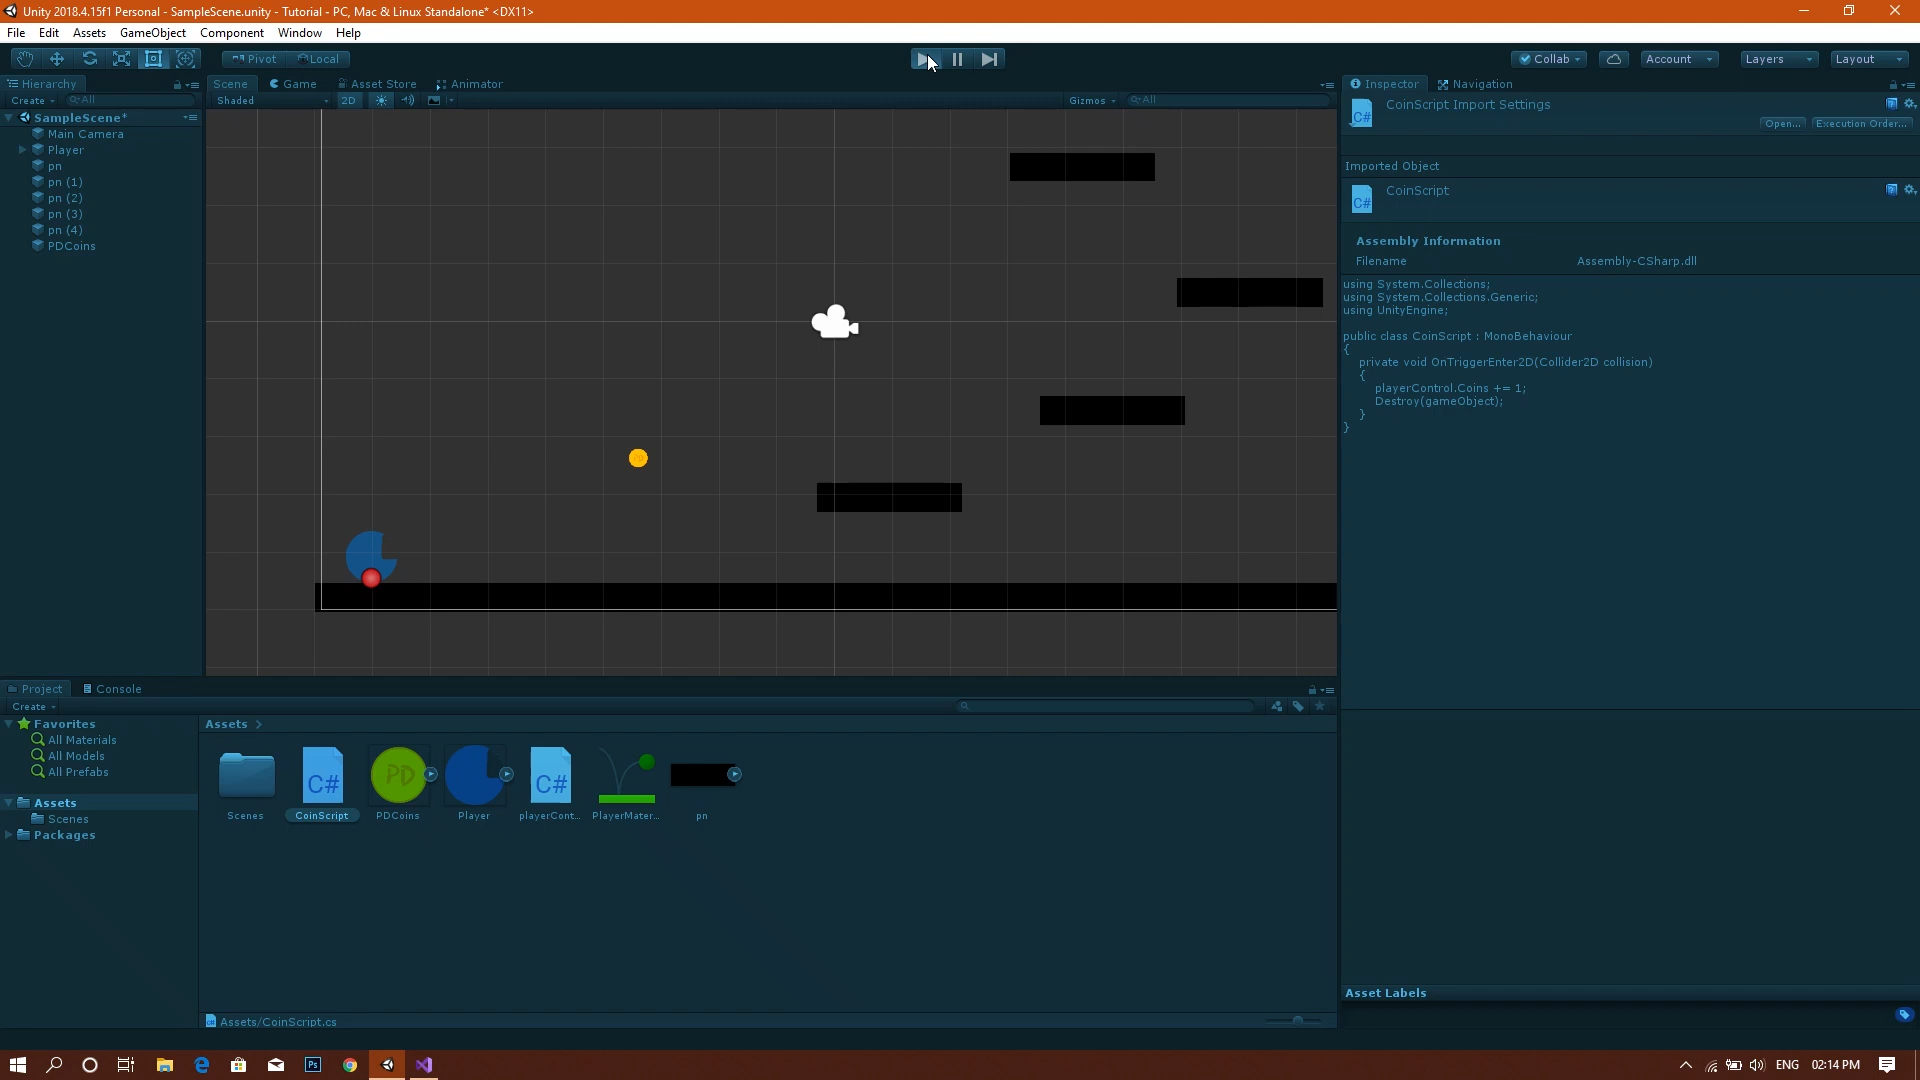 Unity 2018.4.15f1 Personal - SampleScene.unity - Tutorial - PC, Mac & Linux Standalone* <DX11>
File Edit Assets GameObject Component Window Help
Pivot Local Collab Account Layers Layout
Hierarchy
Create All
SampleScene*
Main Camera
Player
pn
pn (1)
pn (2)
pn (3)
pn (4)
PDCoins
Scene Game Asset Store Animator
Shaded 2D Gizmos All
Inspector Navigation
CoinScript Import Settings
C#
Open... Execution Order...
Imported Object
CoinScript
C#
Assembly Information
Filename Assembly-CSharp.dll
using System.Collections;
using System.Collections.Generic;
using UnityEngine;
public class CoinScript : MonoBehaviour
{
private void OnTriggerEnter2D(Collider2D collision)
{
playerControl.Coins += 1;
Destroy(gameObject);
}
}
Project Console
Create
Favorites
All Materials
All Models
All Prefabs
Assets
Scenes
Packages
Assets >
C# PD C#
Scenes CoinScript PDCoins Player playerCont... PlayerMater... pn
Assets/CoinScript.cs
Asset Labels
Ps ENG 02:14 PM